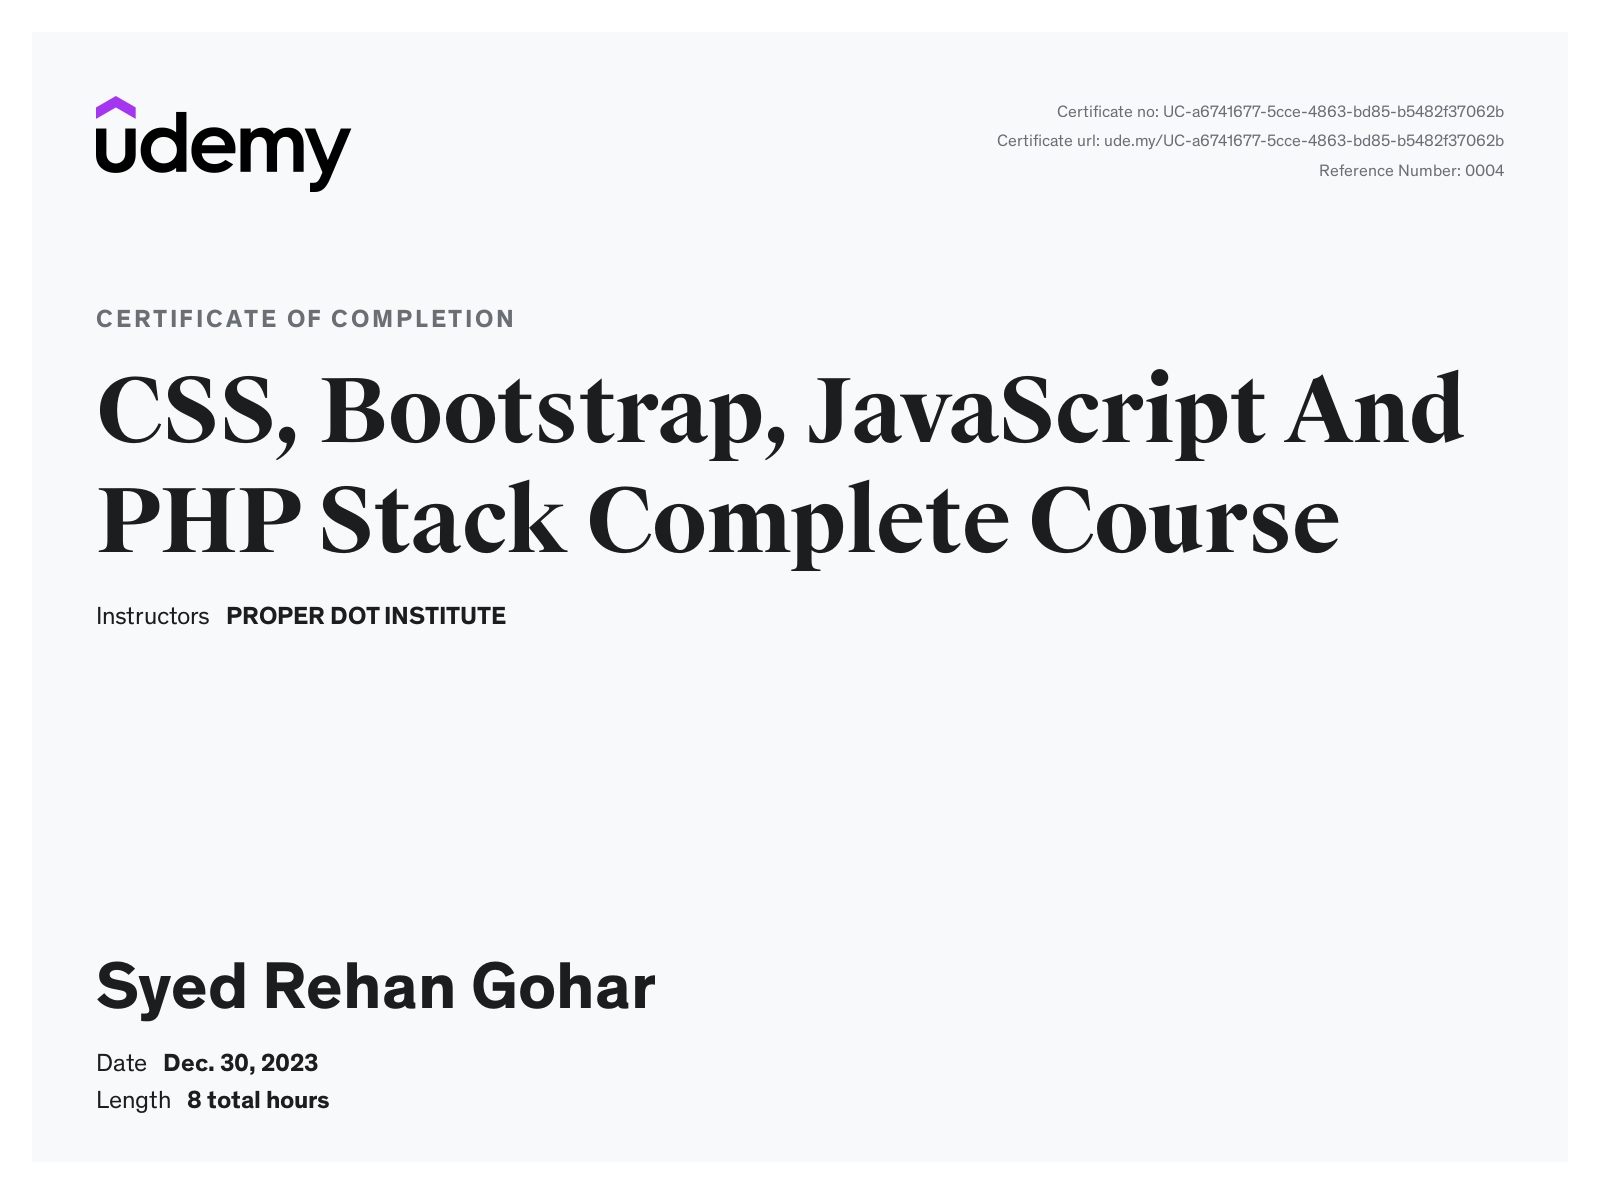 udemy
Certificate no: UC-a6741677-5cce-4863-bd85-b5482f37062b
Certificate url: ude.my/UC-a6741677-5cce-4863-bd85-b5482f37062b
Reference Number: 0004
CERTIFICATE OF COMPLETION
CSS, Bootstrap, JavaScript And
PHP Stack Complete Course
Instructors PROPER DOT INSTITUTE
Syed Rehan Gohar
Date Dec. 30, 2023
Length 8 total hours